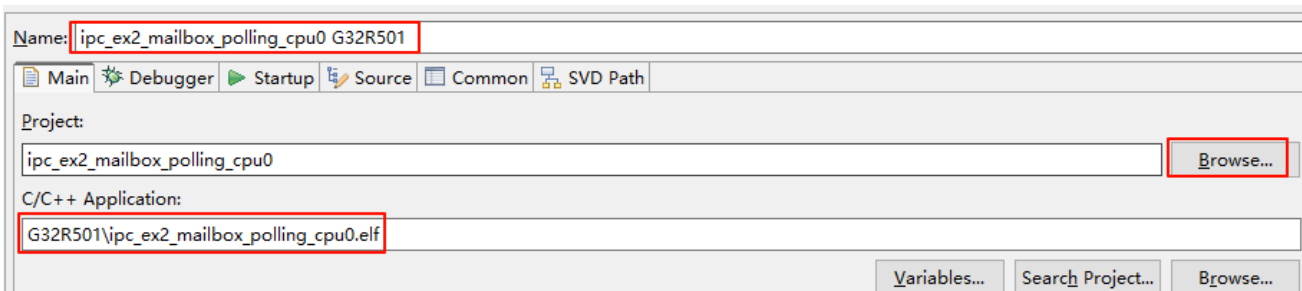 Name: ipc_ex2_mailbox_polling_cpu0 G32R501
Main Debugger Startup Source Common SVD Path
Project:
ipc_ex2_mailbox_polling_cpu0 Browse...
C/C++ Application:
G32R501\ipc_ex2_mailbox_polling_cpu0.elf
Variables... Search Project... Browse...